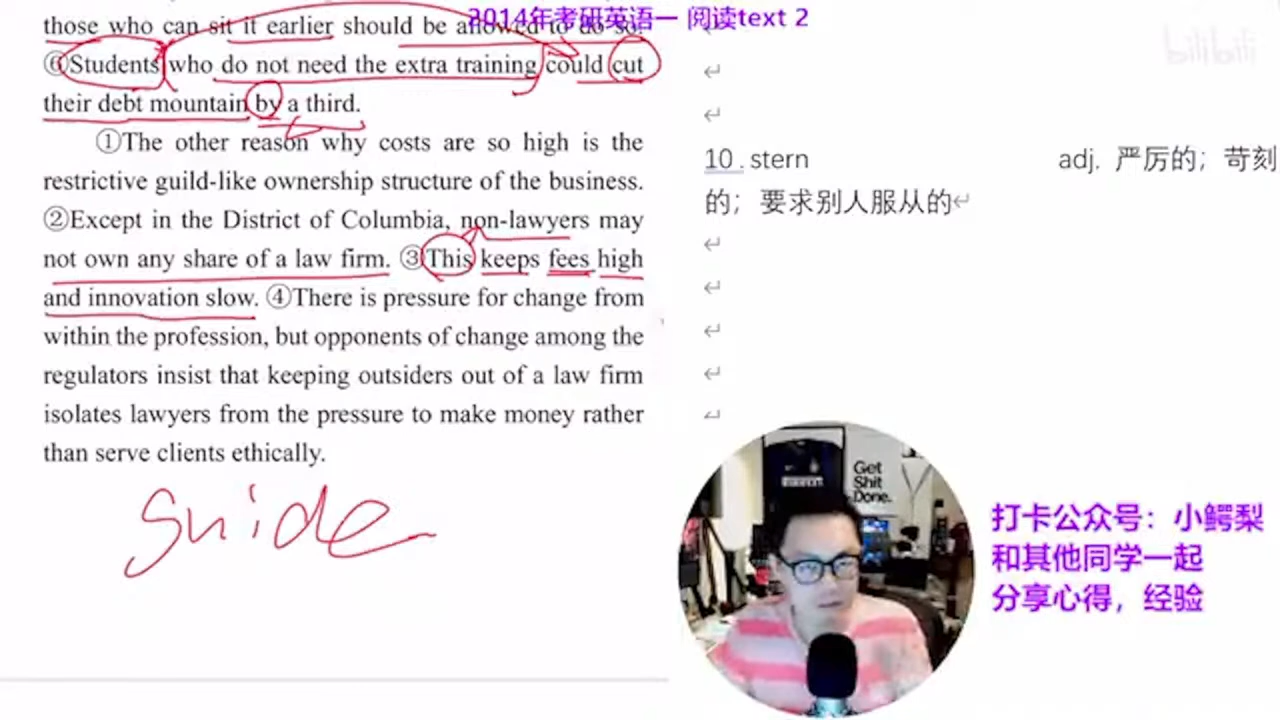 2014年考研英语一 阅读text 2
bilibili
those who can sit it earlier should be allowed to do so.
⑥Students who do not need the extra training could cut
their debt mountain by a third.
①The other reason why costs are so high is the
restrictive guild-like ownership structure of the business.
②Except in the District of Columbia, non-lawyers may
not own any share of a law firm. ③This keeps fees high
and innovation slow. ④There is pressure for change from
within the profession, but opponents of change among the
regulators insist that keeping outsiders out of a law firm
isolates lawyers from the pressure to make money rather
than serve clients ethically.
guide
10 . stern adj. 严厉的；苛刻
的；要求别人服从的
Get
Shit
Done.
打卡公众号：小鳄梨
和其他同学一起
分享心得，经验